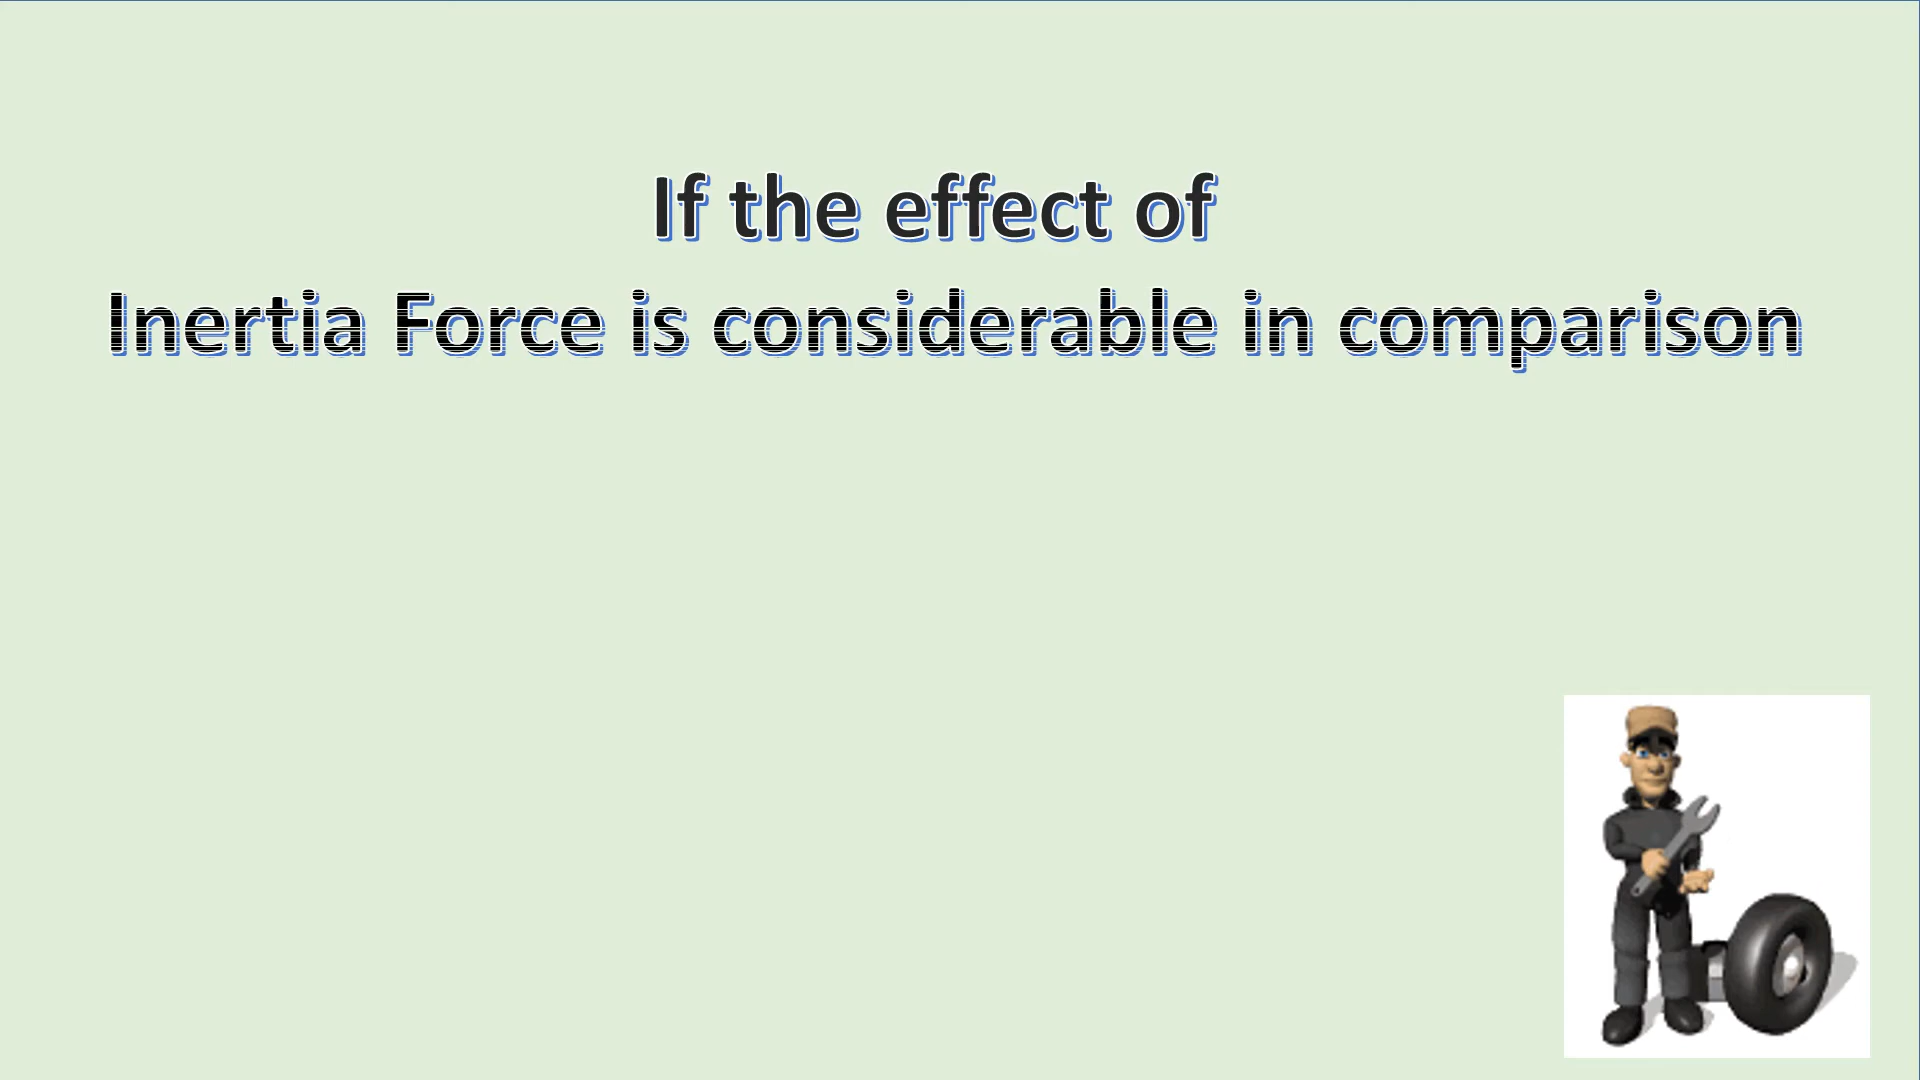 If the effect of
Inertia Force is considerable in comparison